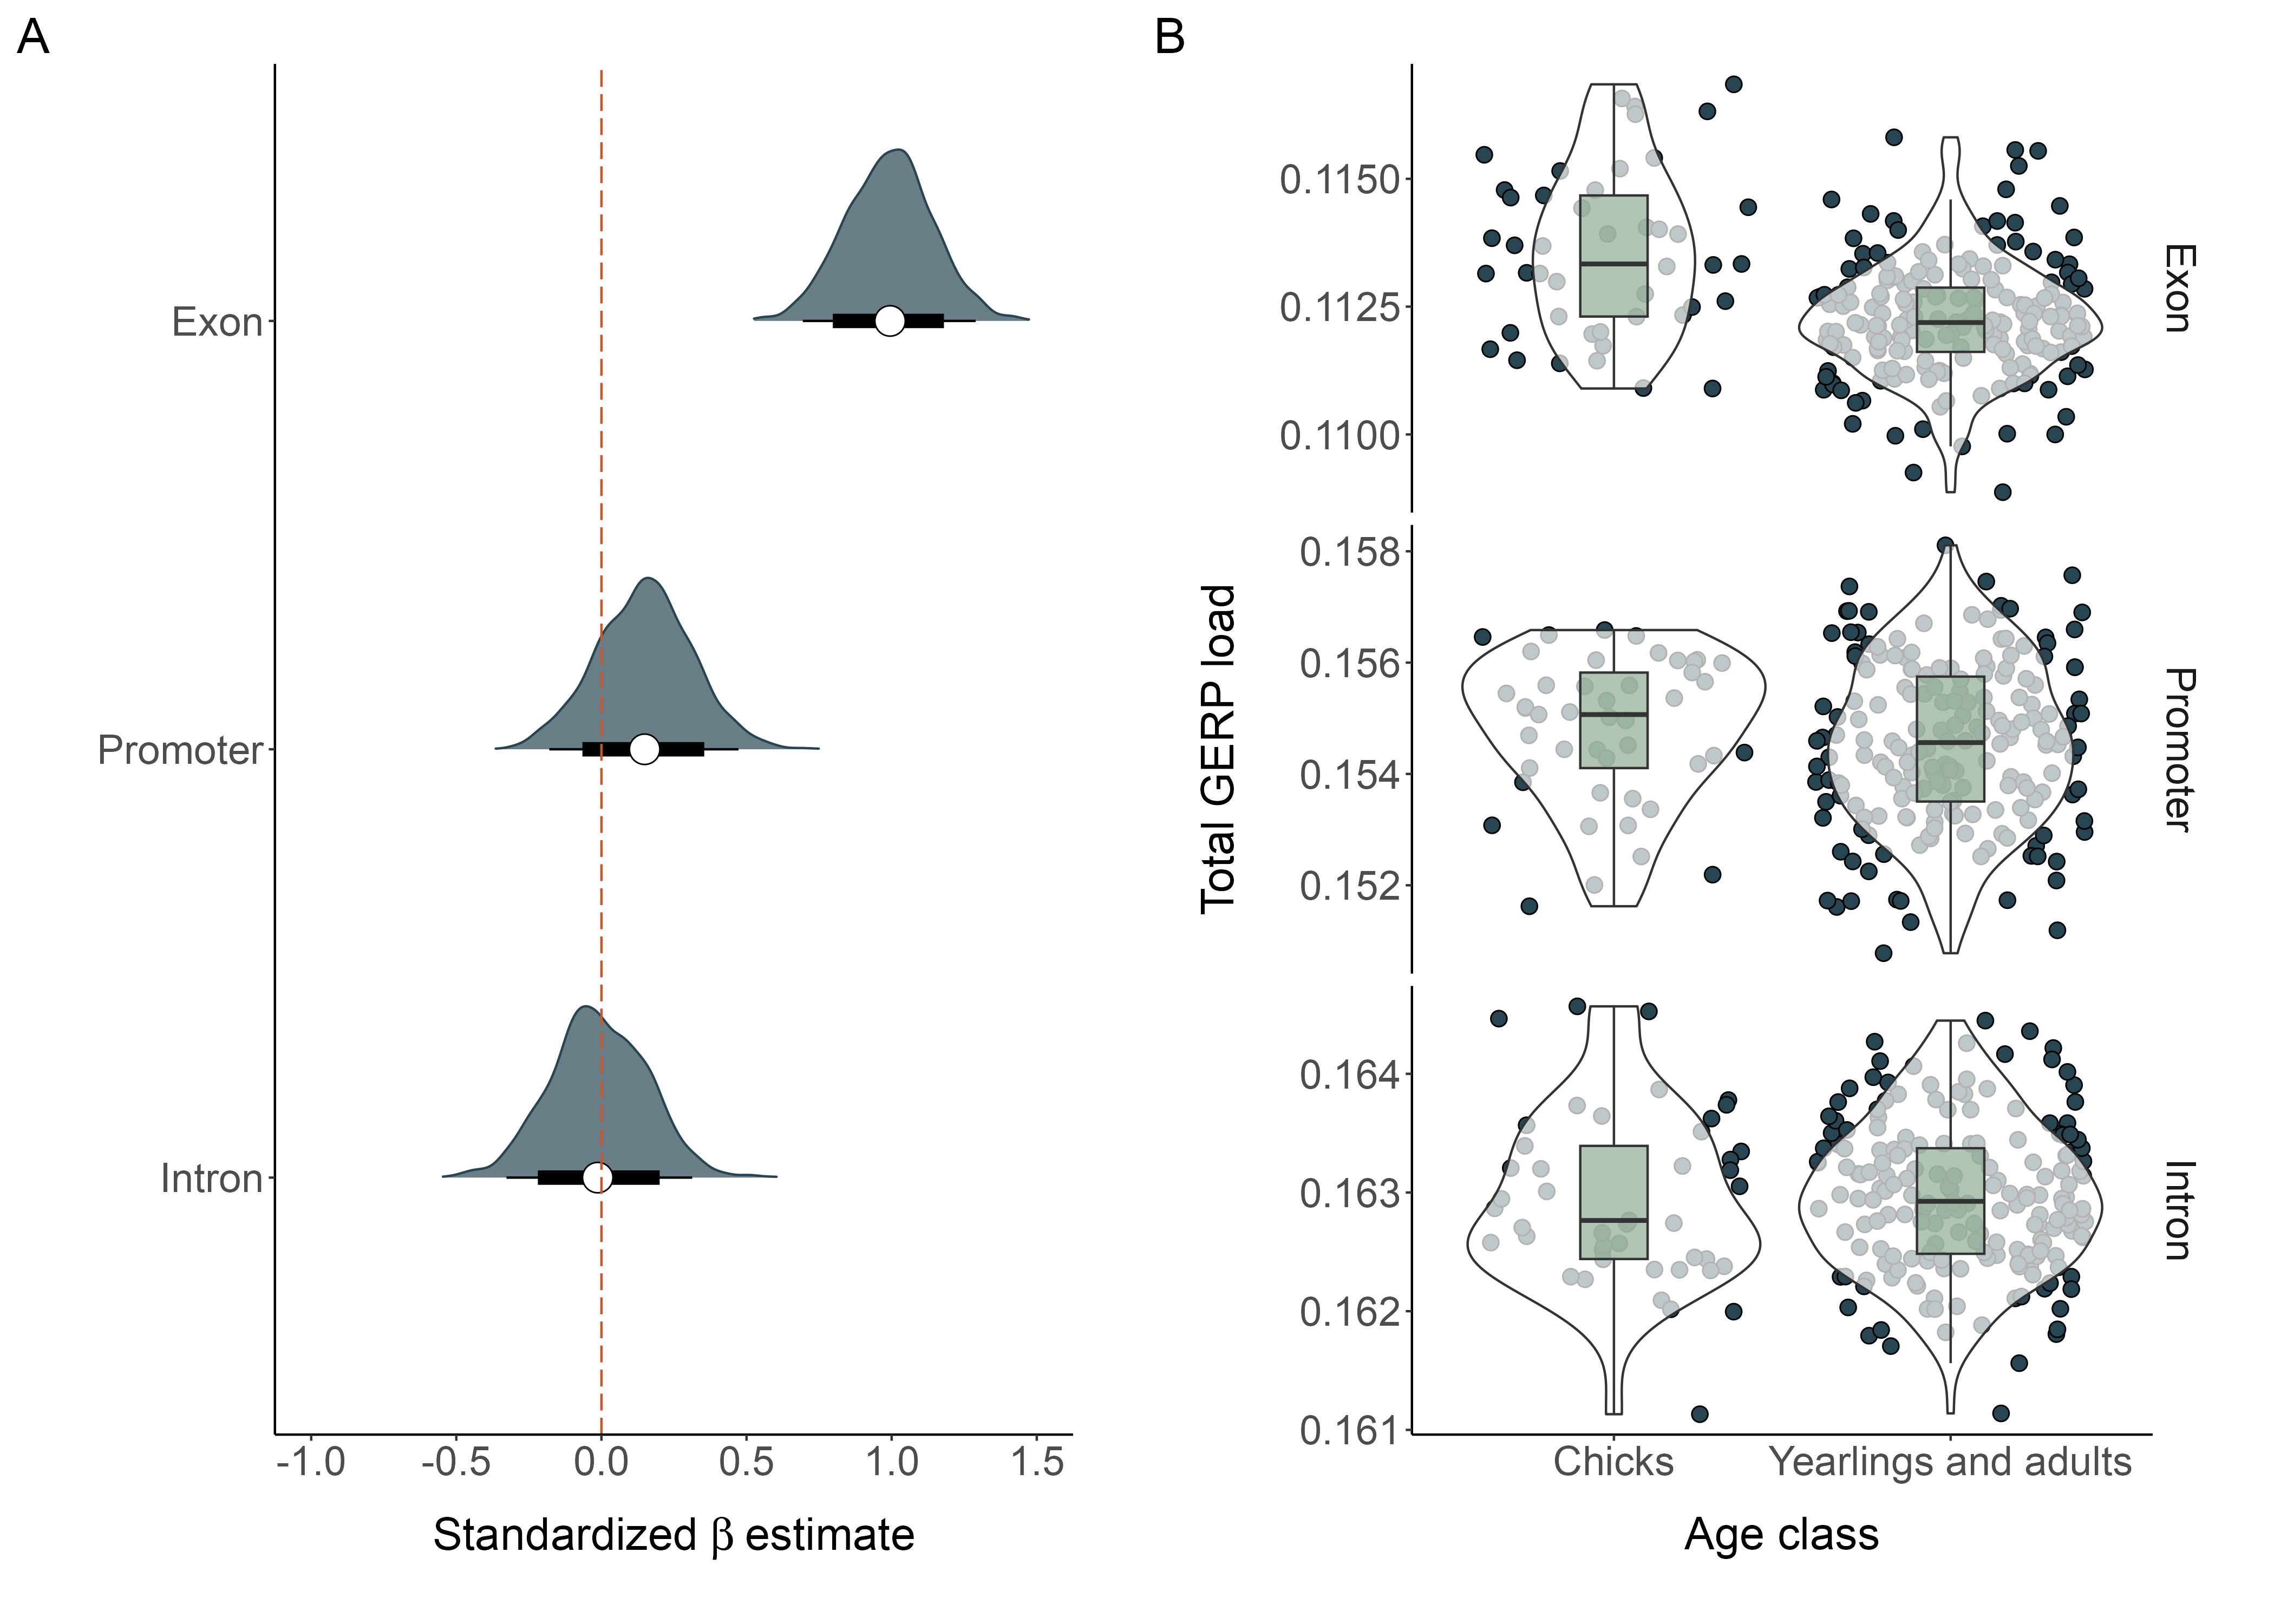 A
Exon
Promoter
Intron
-1.0 -0.5 0.0 0.5 1.0 1.5
Standardized β estimate
B
Total GERP load
0.1150
0.1125
0.1100
Exon
0.158
0.156
0.154
0.152
Promoter
0.164
0.163
0.162
0.161
Intron
Chicks Yearlings and adults
Age class